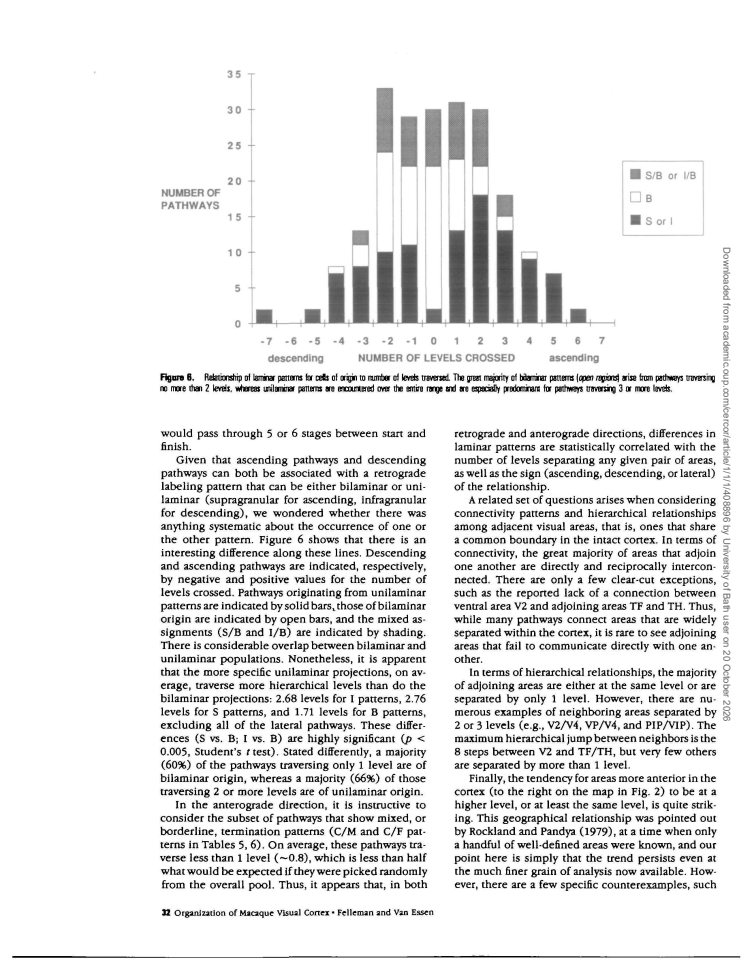 35
30
25
20
15
10
5
0
NUMBER OF
PATHWAYS
S/B or I/B
B
S or I
-7 -6 -5 -4 -3 -2 -1 0 1 2 3 4 5 6 7
descending NUMBER OF LEVELS CROSSED ascending
Figure 6. Relationship of laminar patterns for cells of origin to number of levels traversed. The great majority of bilaminar patterns (open regions) arise from pathways traversing
no more than 2 levels, whereas unilaminar patterns are encountered over the entire range and are especially predominant for pathways traversing 3 or more levels.
would pass through 5 or 6 stages between start and
finish.
Given that ascending pathways and descending
pathways can both be associated with a retrograde
labeling pattern that can be either bilaminar or uni-
laminar (supragranular for ascending, infragranular
for descending), we wondered whether there was
anything systematic about the occurrence of one or
the other pattern. Figure 6 shows that there is an
interesting difference along these lines. Descending
and ascending pathways are indicated, respectively,
by negative and positive values for the number of
levels crossed. Pathways originating from unilaminar
patterns are indicated by solid bars, those of bilaminar
origin are indicated by open bars, and the mixed as-
signments (S/B and I/B) are indicated by shading.
There is considerable overlap between bilaminar and
unilaminar populations. Nonetheless, it is apparent
that the more specific unilaminar projections, on av-
erage, traverse more hierarchical levels than do the
bilaminar projections: 2.68 levels for I patterns, 2.76
levels for S patterns, and 1.71 levels for B patterns,
excluding all of the lateral pathways. These differ-
ences (S vs. B; I vs. B) are highly significant (p <
0.005, Student's t test). Stated differently, a majority
(60%) of the pathways traversing only 1 level are of
bilaminar origin, whereas a majority (66%) of those
traversing 2 or more levels are of unilaminar origin.
In the anterograde direction, it is instructive to
consider the subset of pathways that show mixed, or
borderline, termination patterns (C/M and C/F pat-
terns in Tables 5, 6). On average, these pathways tra-
verse less than 1 level (~0.8), which is less than half
what would be expected if they were picked randomly
from the overall pool. Thus, it appears that, in both
retrograde and anterograde directions, differences in
laminar patterns are statistically correlated with the
number of levels separating any given pair of areas,
as well as the sign (ascending, descending, or lateral)
of the relationship.
A related set of questions arises when considering
connectivity patterns and hierarchical relationships
among adjacent visual areas, that is, ones that share
a common boundary in the intact cortex. In terms of
connectivity, the great majority of areas that adjoin
one another are directly and reciprocally intercon-
nected. There are only a few clear-cut exceptions,
such as the reported lack of a connection between
ventral area V2 and adjoining areas TF and TH. Thus,
while many pathways connect areas that are widely
separated within the cortex, it is rare to see adjoining
areas that fail to communicate directly with one an-
other.
In terms of hierarchical relationships, the majority
of adjoining areas are either at the same level or are
separated by only 1 level. However, there are nu-
merous examples of neighboring areas separated by
2 or 3 levels (e.g., V2/V4, VP/V4, and PIP/VIP). The
maximum hierarchical jump between neighbors is the
8 steps between V2 and TF/TH, but very few others
are separated by more than 1 level.
Finally, the tendency for areas more anterior in the
cortex (to the right on the map in Fig. 2) to be at a
higher level, or at least the same level, is quite strik-
ing. This geographical relationship was pointed out
by Rockland and Pandya (1979), at a time when only
a handful of well-defined areas were known, and our
point here is simply that the trend persists even at
the much finer grain of analysis now available. How-
ever, there are a few specific counterexamples, such
32 Organization of Macaque Visual Cortex • Felleman and Van Essen
Downloaded from academic.oup.com/cercor/article/1/1/1/408896 by University of Bath user on 20 October 2026